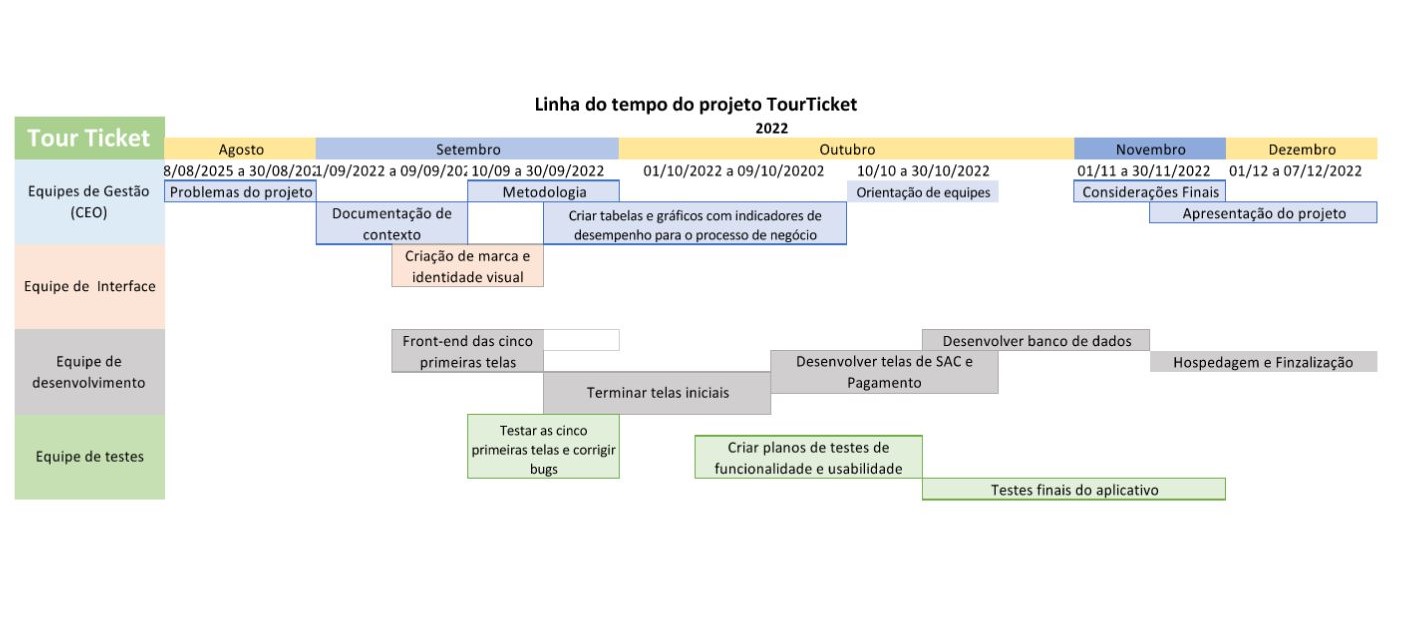 Linha do tempo do projeto TourTicket
Tour Ticket
2022
Agosto
Setembro
Outubro
Novembro
Dezembro
8/08/2025 a 30/08/202
1/09/2022 a 09/09/202
10/09 a 30/09/2022
01/10/2022 a 09/10/20202
10/10 a 30/10/2022
01/11 a 30/11/2022
01/12 a 07/12/2022
Equipes de Gestão
(CEO)
Problemas do projeto
Metodologia
Orientação de equipes
Considerações Finais
Documentação de
contexto
Criar tabelas e gráficos com indicadores de
desempenho para o processo de negócio
Apresentação do projeto
Equipe de Interface
Criação de marca e
identidade visual
Equipe de
desenvolvimento
Front-end das cinco
primeiras telas
Desenvolver banco de dados
Desenvolver telas de SAC e
Pagamento
Hospedagem e Finzalização
Terminar telas iniciais
Equipe de testes
Testar as cinco
primeiras telas e corrigir
bugs
Criar planos de testes de
funcionalidade e usabilidade
Testes finais do aplicativo